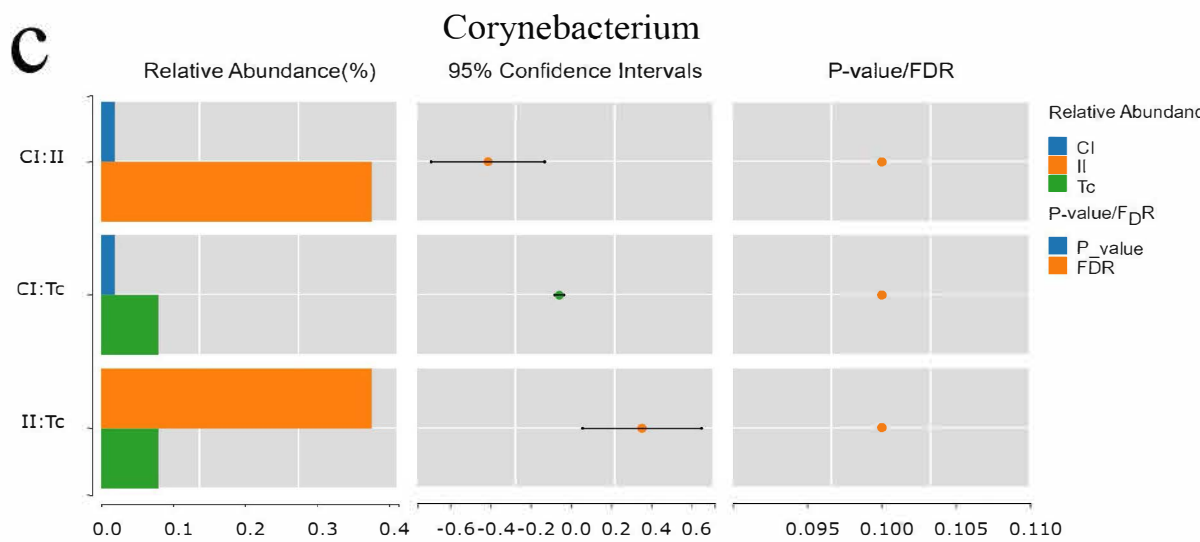 c
Corynebacterium
Relative Abundance(%)
95% Confidence Intervals
P-value/FDR
CI:II
CI:Tc
II:Tc
0.0 0.1 0.2 0.3 0.4
-0.6 -0.4 -0.2 0.0 0.2 0.4 0.6
0.095 0.100 0.105 0.110
Relative Abundanc
CI
II
Tc
P-value/FDR
P_value
FDR